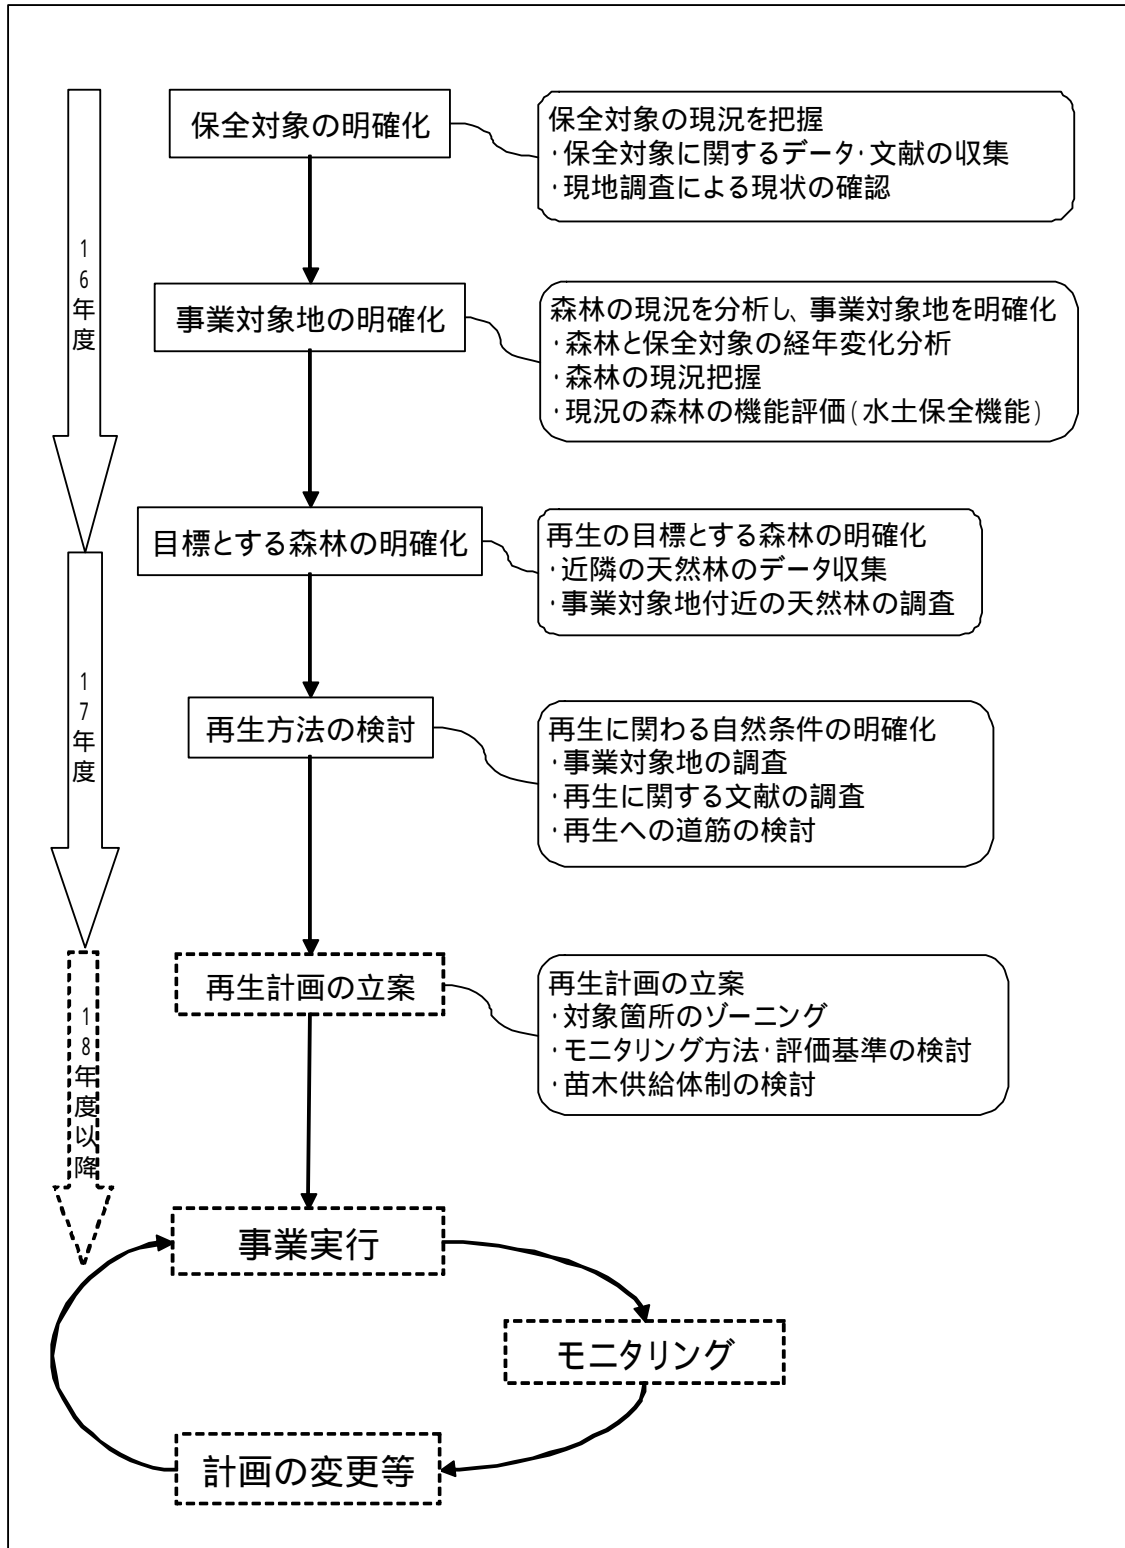 16年度
保全対象の明確化
保全対象の現況を把握
・保全対象に関するデータ・文献の収集
・現地調査による現状の確認
事業対象地の明確化
森林の現況を分析し、事業対象地を明確化
・森林と保全対象の経年変化分析
・森林の現況把握
・現況の森林の機能評価(水土保全機能)
17年度
目標とする森林の明確化
再生の目標とする森林の明確化
・近隣の天然林のデータ収集
・事業対象地付近の天然林の調査
再生方法の検討
再生に関わる自然条件の明確化
・事業対象地の調査
・再生に関する文献の調査
・再生への道筋の検討
18年度以降
再生計画の立案
再生計画の立案
・対象箇所のゾーニング
・モニタリング方法・評価基準の検討
・苗木供給体制の検討
事業実行
モニタリング
計画の変更等